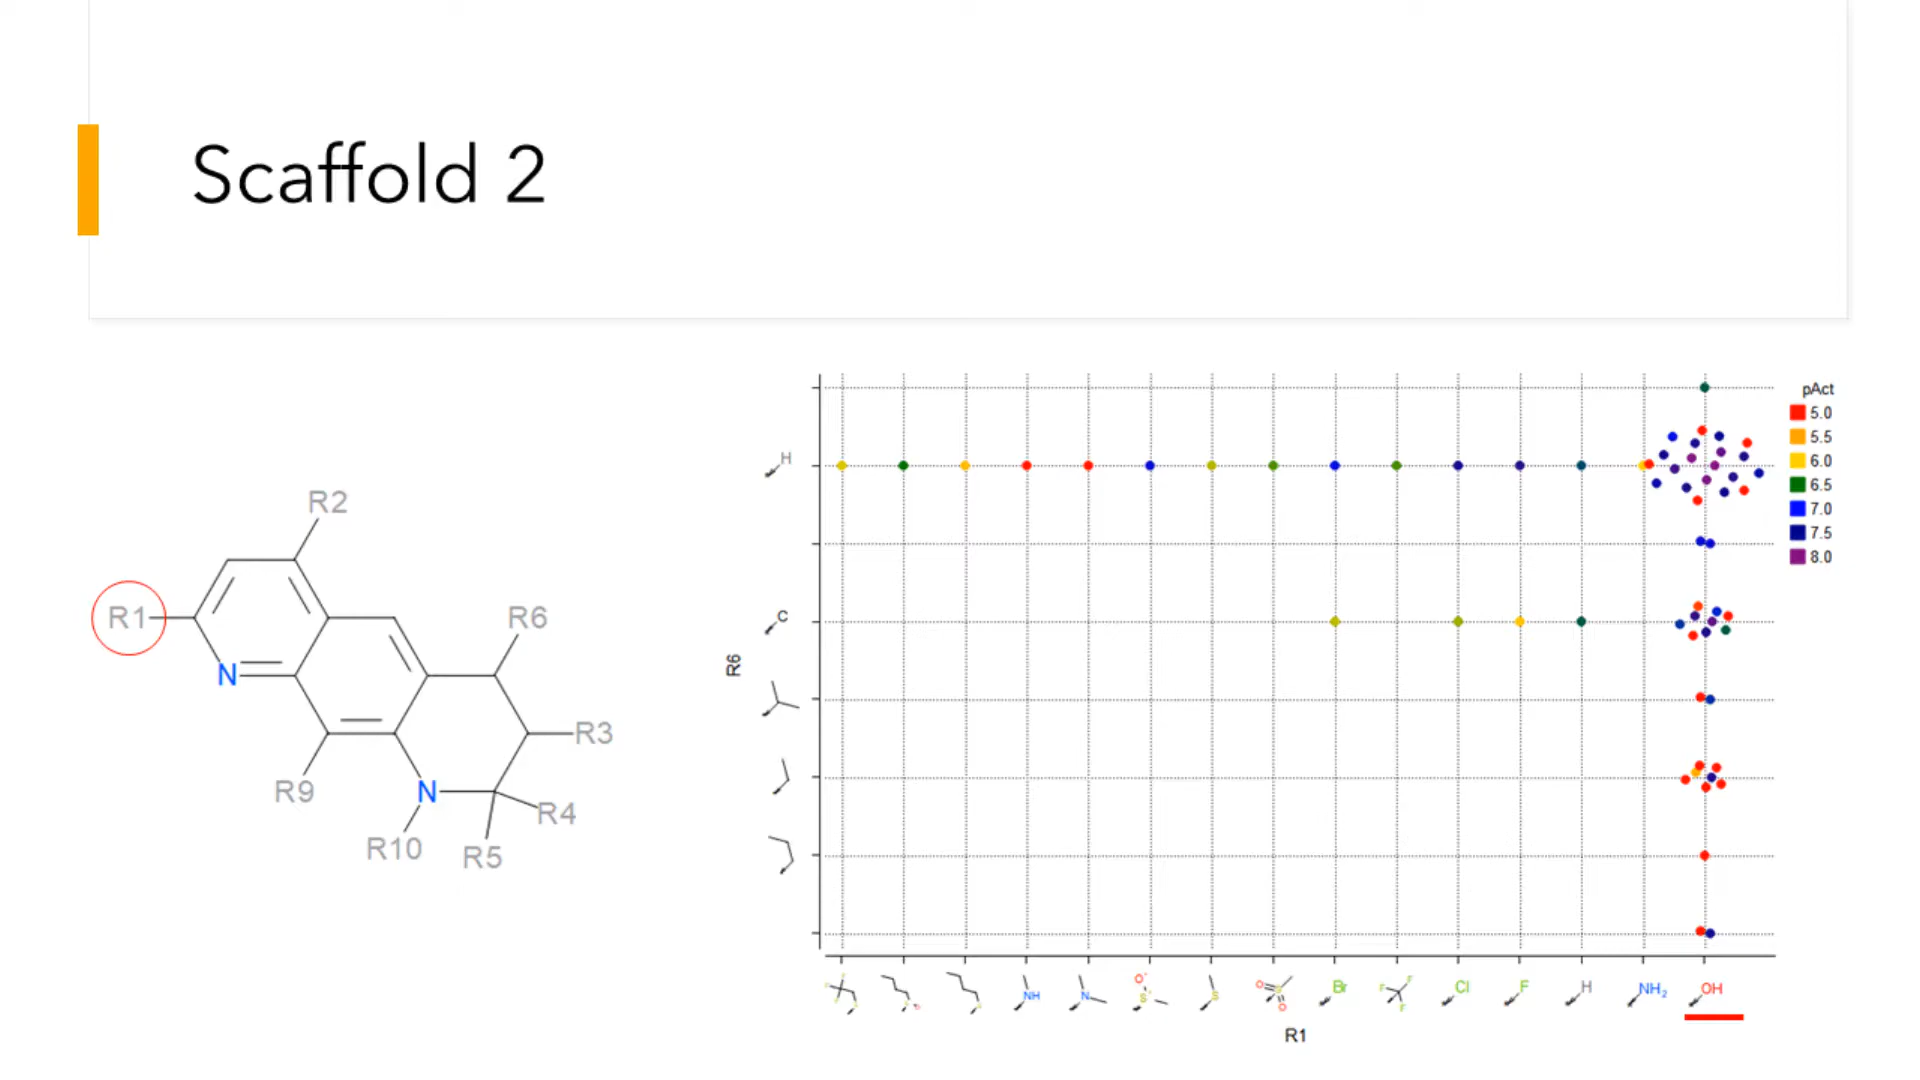 Scaffold 2
R2
R1
R6
N
R3
R9
N
R4
R10
R5
pAct
5.0
5.5
6.0
6.5
7.0
7.5
8.0
H
C
R6
F
NH
N
O-
S+
S
O
S
O
Br
F
F
F
Cl
F
H
NH2
OH
R1